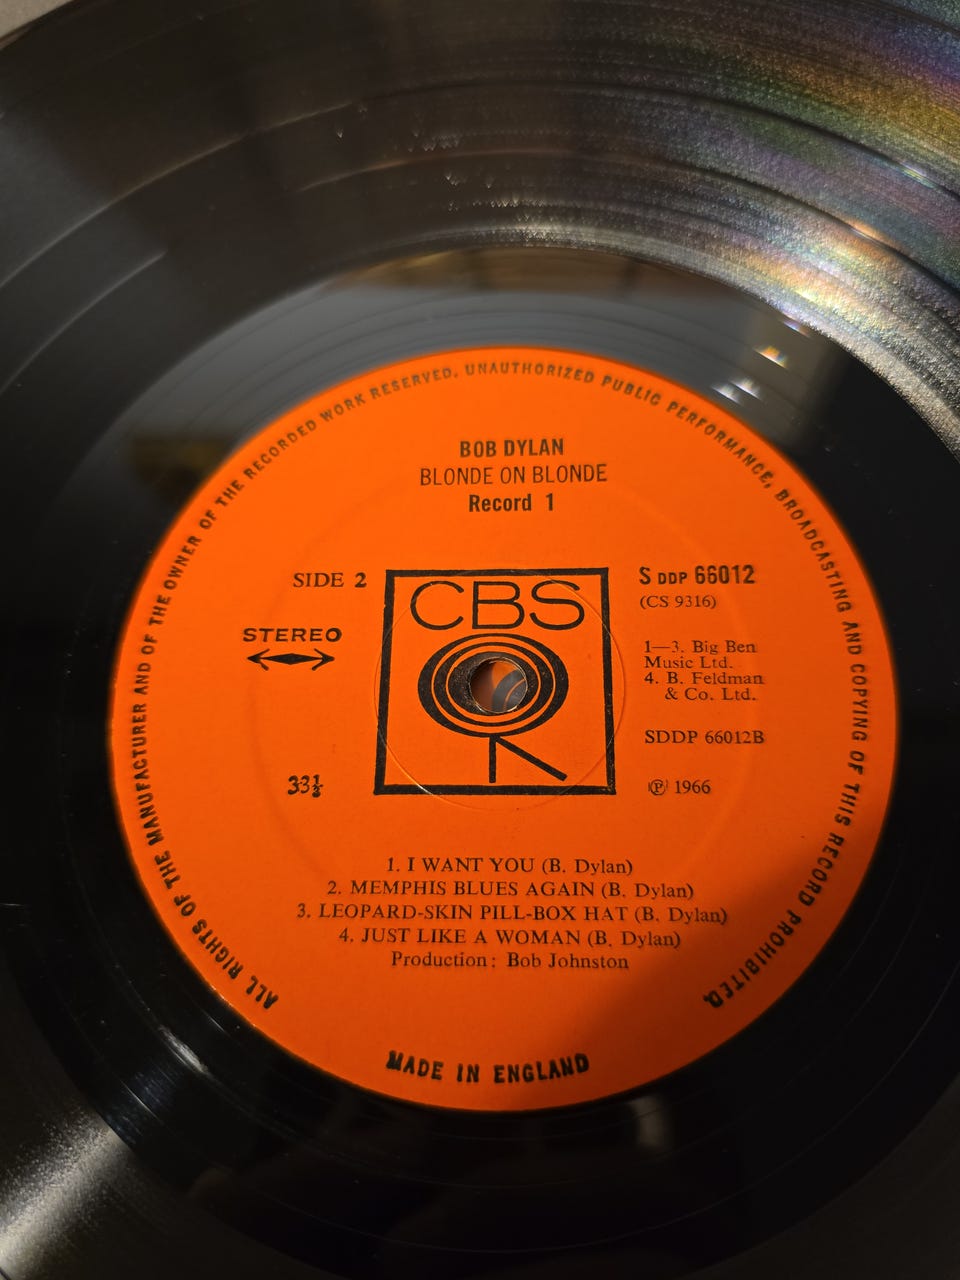 ALL RIGHTS OF THE MANUFACTURER AND OF THE OWNER OF THE RECORDED WORK RESERVED. UNAUTHORIZED PUBLIC PERFORMANCE, BROADCASTING AND COPYING OF THIS RECORD PROHIBITED.
BOB DYLAN
BLONDE ON BLONDE
Record 1
SIDE 2
STEREO
33⅓
CBS
S DDP 66012
(CS 9316)
1—3. Big Ben
Music Ltd.
4. B. Feldman
& Co. Ltd.
SDDP 66012B
Ⓟ 1966
1. I WANT YOU (B. Dylan)
2. MEMPHIS BLUES AGAIN (B. Dylan)
3. LEOPARD-SKIN PILL-BOX HAT (B. Dylan)
4. JUST LIKE A WOMAN (B. Dylan)
Production: Bob Johnston
MADE IN ENGLAND